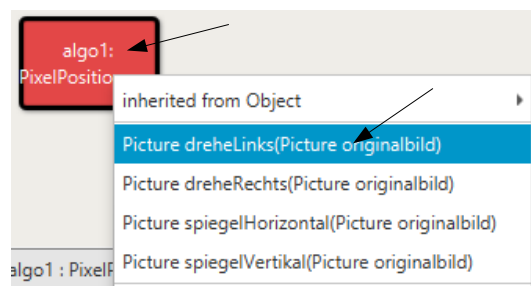 algo1:
PixelPositio
inherited from Object
Picture dreheLinks(Picture originalbild)
Picture dreheRechts(Picture originalbild)
Picture spiegelHorizontal(Picture originalbild)
Picture spiegelVertikal(Picture originalbild)
algo1 : PixelP